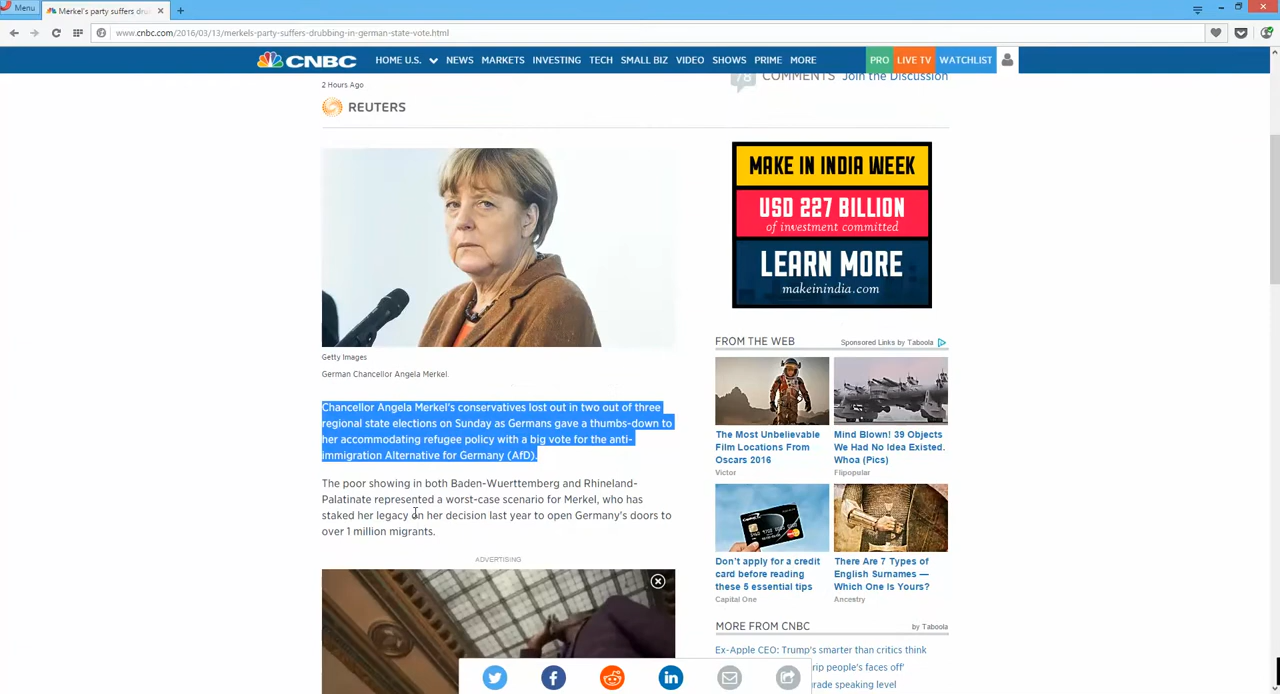 Menu
Merkel's party suffers dru
www.cnbc.com/2016/03/13/merkels-party-suffers-drubbing-in-german-state-vote.html
CNBC
HOME U.S. NEWS MARKETS INVESTING TECH SMALL BIZ VIDEO SHOWS PRIME MORE
PRO LIVE TV WATCHLIST
2 Hours Ago
78 COMMENTS Join the Discussion
REUTERS
MAKE IN INDIA WEEK
USD 227 BILLION
of investment committed
LEARN MORE
makeinindia.com
Getty Images
German Chancellor Angela Merkel.
Chancellor Angela Merkel's conservatives lost out in two out of three
regional state elections on Sunday as Germans gave a thumbs-down to
her accommodating refugee policy with a big vote for the anti-
immigration Alternative for Germany (AfD).
The poor showing in both Baden-Wuerttemberg and Rhineland-
Palatinate represented a worst-case scenario for Merkel, who has
staked her legacy on her decision last year to open Germany's doors to
over 1 million migrants.
ADVERTISING
FROM THE WEB
Sponsored Links by Taboola
The Most Unbelievable
Film Locations From
Oscars 2016
Victor
Mind Blown! 39 Objects
We Had No Idea Existed.
Whoa (Pics)
Flipopular
Don't apply for a credit
card before reading
these 5 essential tips
Capital One
There Are 7 Types of
English Surnames —
Which One Is Yours?
Ancestry
MORE FROM CNBC
by Taboola
Ex-Apple CEO: Trump's smarter than critics think
rip people's faces off'
grade speaking level